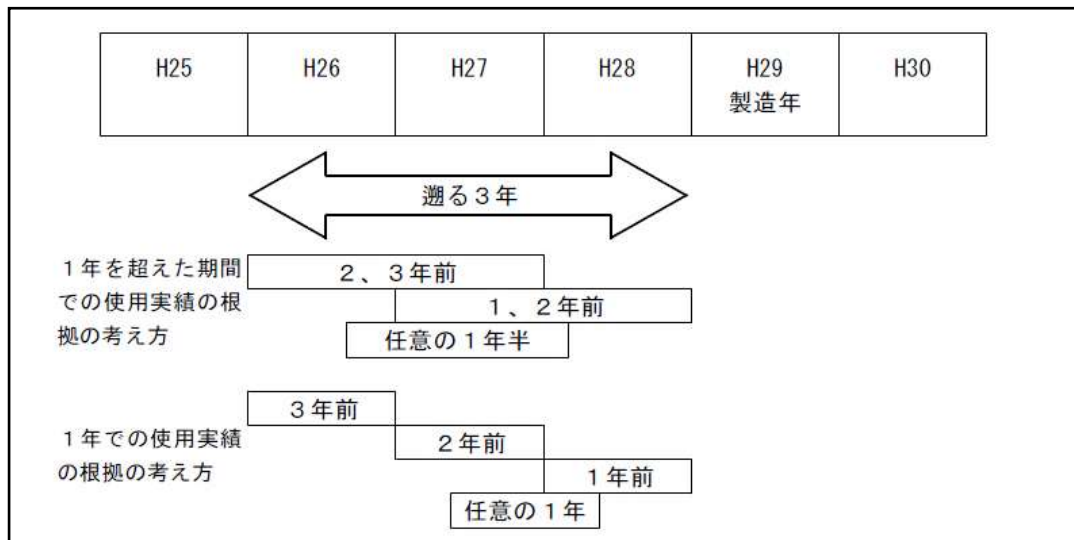 H25 H26 H27 H28 H29 H30
製造年
遡る３年
１年を超えた期間
での使用実績の根
拠の考え方
２、３年前
１、２年前
任意の１年半
３年前
１年での使用実績
の根拠の考え方
２年前
１年前
任意の１年